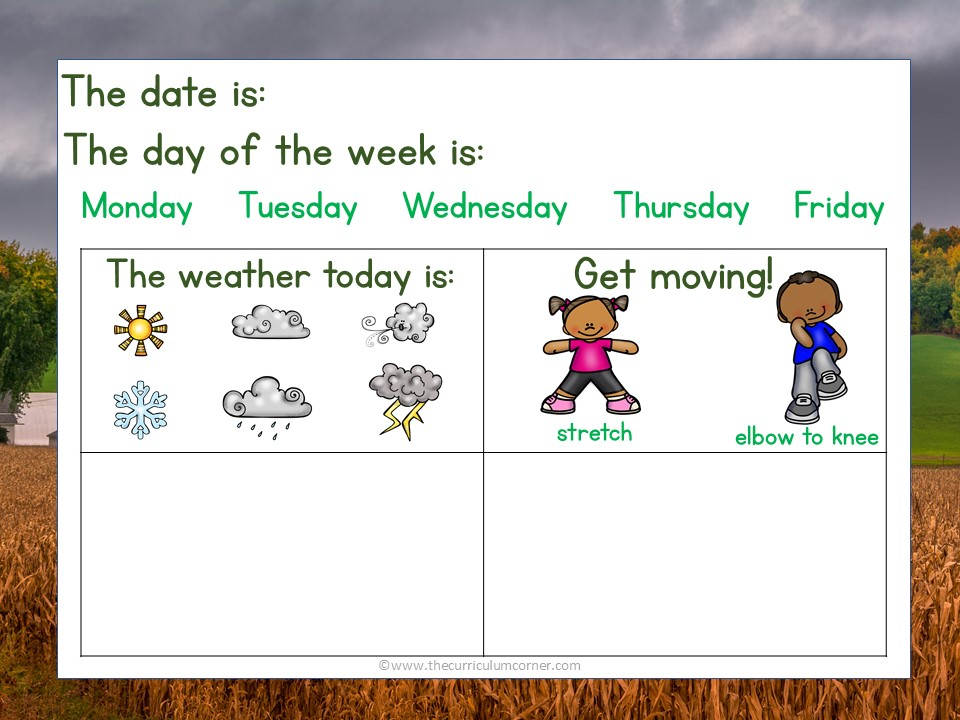 The date is:
The day of the week is:
Monday Tuesday Wednesday Thursday Friday
The weather today is:
Get moving!
stretch
elbow to knee
©www.thecurriculumcorner.com